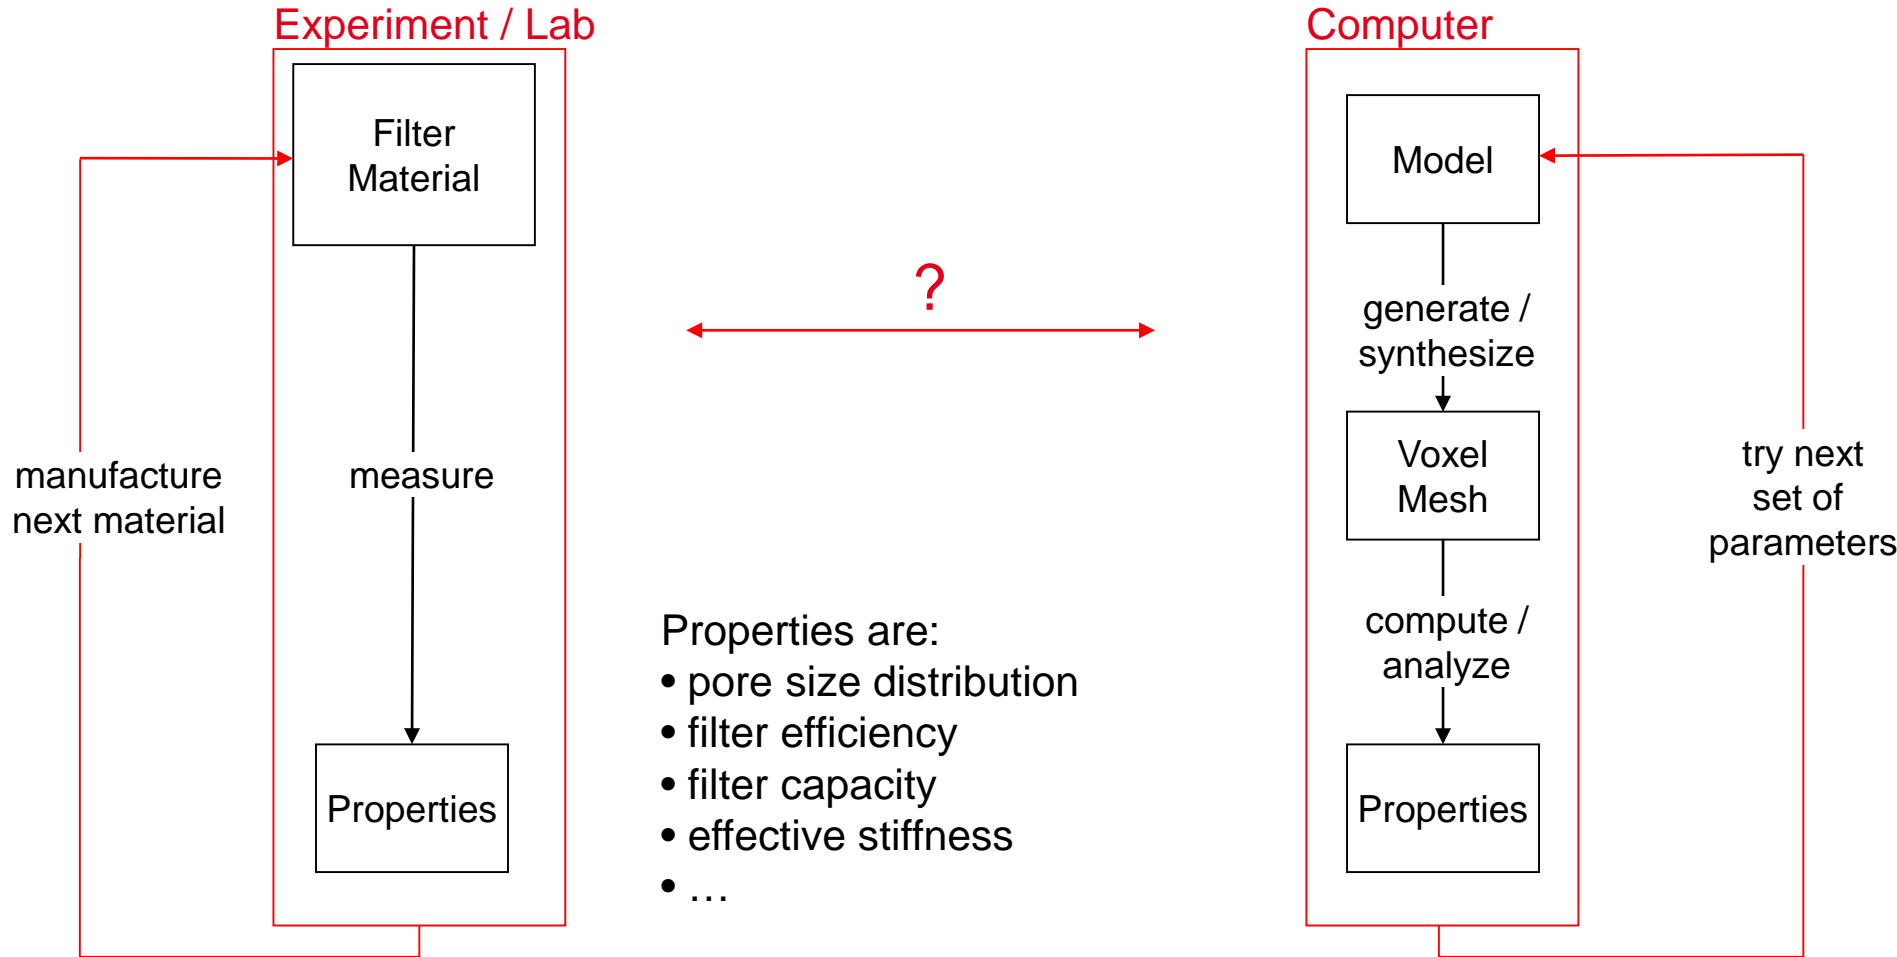 Experiment / Lab
Filter
Material
manufacture
next material
measure
Properties
?
Properties are:
• pore size distribution
• filter efficiency
• filter capacity
• effective stiffness
• …
Computer
Model
generate /
synthesize
Voxel
Mesh
compute /
analyze
Properties
try next
set of
parameters